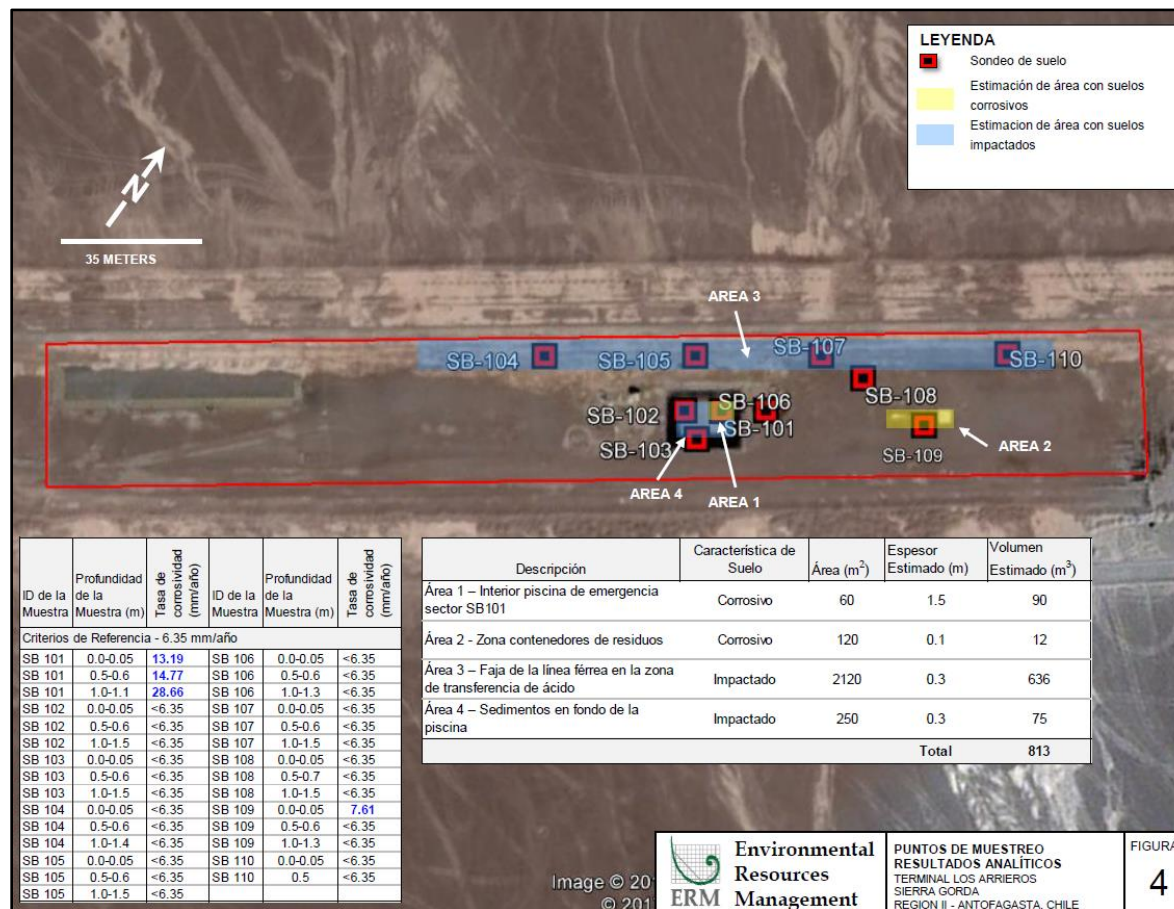 LEYENDA
Sondeo de suelo
Estimación de área con suelos
corrosivos
Estimacion de área con suelos
impactados
N
35 METERS
AREA 3
SB-104
SB-105
SB-107
SB-110
SB-108
SB-102
SB-106
SB-101
SB-103
SB-109
AREA 2
AREA 4
AREA 1
ID de la Muestra Profundidad de la Muestra (m) Tasa de corrosividad (mm/año) ID de la Muestra Profundidad de la Muestra (m) Tasa de corrosividad (mm/año)
Criterios de Referencia - 6.35 mm/año
SB 101 0.0-0.05 13.19 SB 106 0.0-0.05 <6.35
SB 101 0.5-0.6 14.77 SB 106 0.5-0.6 <6.35
SB 101 1.0-1.1 28.66 SB 106 1.0-1.3 <6.35
SB 102 0.0-0.05 <6.35 SB 107 0.0-0.05 <6.35
SB 102 0.5-0.6 <6.35 SB 107 0.5-0.6 <6.35
SB 102 1.0-1.5 <6.35 SB 107 1.0-1.5 <6.35
SB 103 0.0-0.05 <6.35 SB 108 0.0-0.05 <6.35
SB 103 0.5-0.6 <6.35 SB 108 0.5-0.7 <6.35
SB 103 1.0-1.5 <6.35 SB 108 1.0-1.5 <6.35
SB 104 0.0-0.05 <6.35 SB 109 0.0-0.05 7.61
SB 104 0.5-0.6 <6.35 SB 109 0.5-0.6 <6.35
SB 104 1.0-1.4 <6.35 SB 109 1.0-1.3 <6.35
SB 105 0.0-0.05 <6.35 SB 110 0.0-0.05 <6.35
SB 105 0.5-0.6 <6.35 SB 110 0.5 <6.35
SB 105 1.0-1.5 <6.35
Descripción Característica de Suelo Área (m²) Espesor Estimado (m) Volumen Estimado (m³)
Área 1 – Interior piscina de emergencia
sector SB101 Corrosivo 60 1.5 90
Área 2 - Zona contenedores de residuos Corrosivo 120 0.1 12
Área 3 – Faja de la línea férrea en la zona
de transferencia de ácido Impactado 2120 0.3 636
Área 4 – Sedimentos en fondo de la
piscina Impactado 250 0.3 75
Total 813
Image © 20
© 201
ERM
Environmental
Resources
Management
PUNTOS DE MUESTREO
RESULTADOS ANALÍTICOS
TERMINAL LOS ARRIEROS
SIERRA GORDA
REGION II - ANTOFAGASTA, CHILE
FIGURA
4